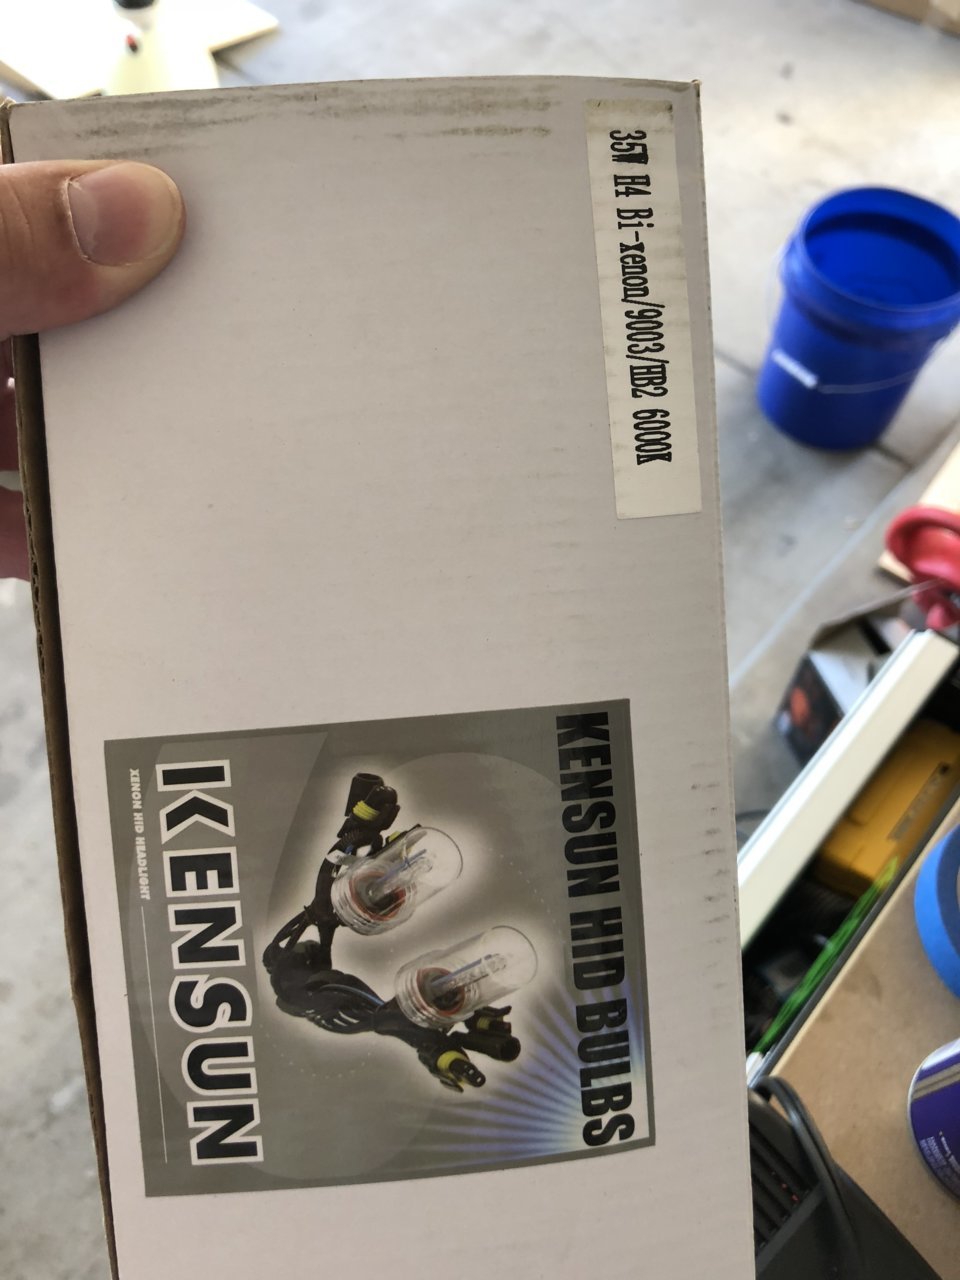 35W H4 Bi-xenon/9003/HB2 6000K
KENSUN HID BULBS
KENSUN
XENON HID HEADLIGHT